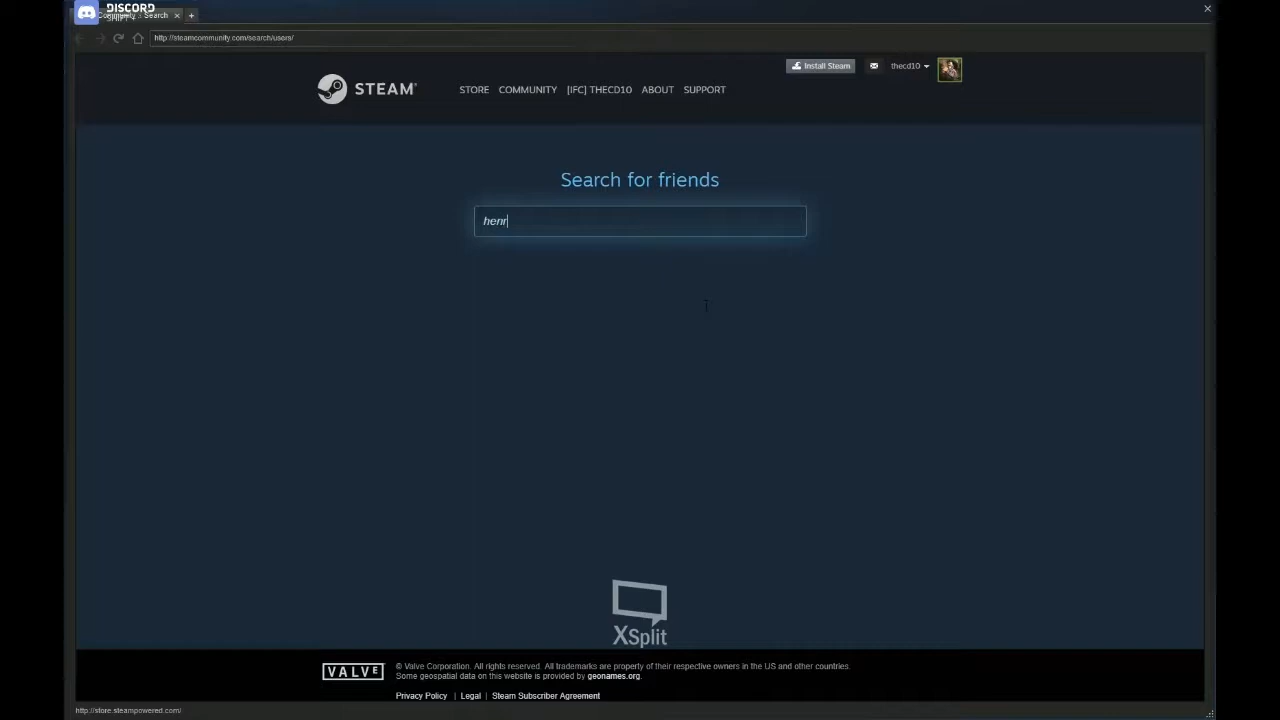 DISCORD
Search
http://steamcommunity.com/search/users/
Install Steam
thecd10
STEAM®
STORE COMMUNITY [IFC] THECD10 ABOUT SUPPORT
Search for friends
henr
XSplit
VALVE
© Valve Corporation. All rights reserved. All trademarks are property of their respective owners in the US and other countries.
Some geospatial data on this website is provided by geonames.org.
Privacy Policy | Legal | Steam Subscriber Agreement
http://store.steampowered.com/